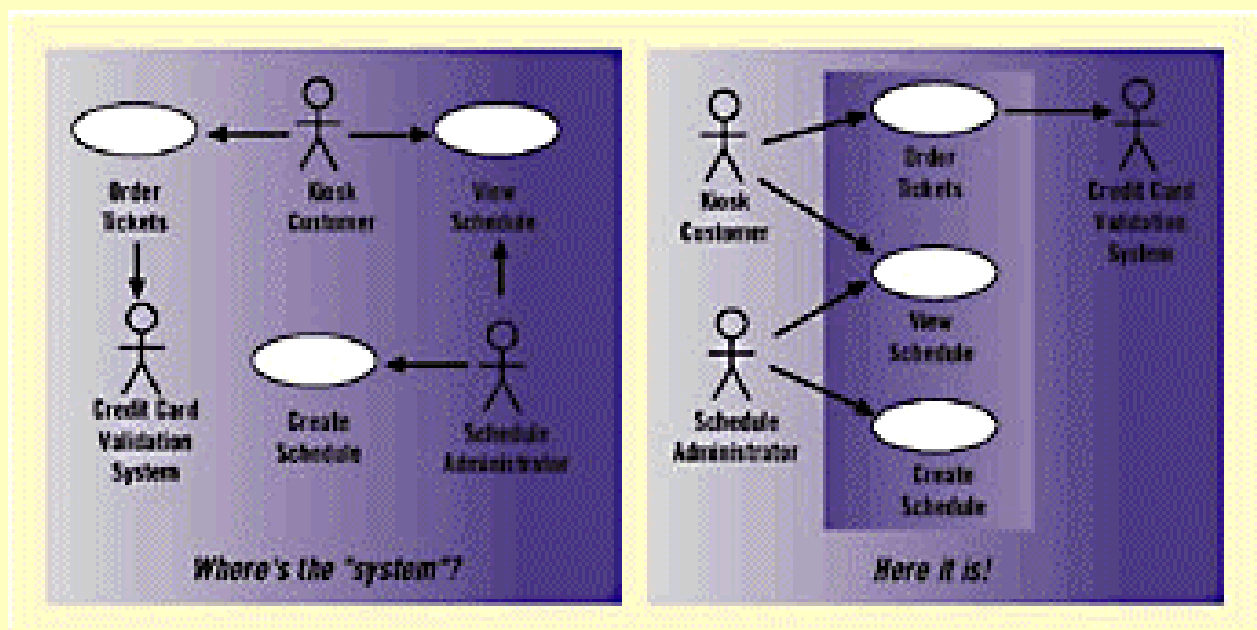 Order
Tickets
Kiosk
Customer
View
Schedule
Credit Card
Validation
System
Create
Schedule
Schedule
Administrator
Where's the "system"?
Kiosk
Customer
Order
Tickets
Credit Card
Validation
System
View
Schedule
Schedule
Administrator
Create
Schedule
Here it is!